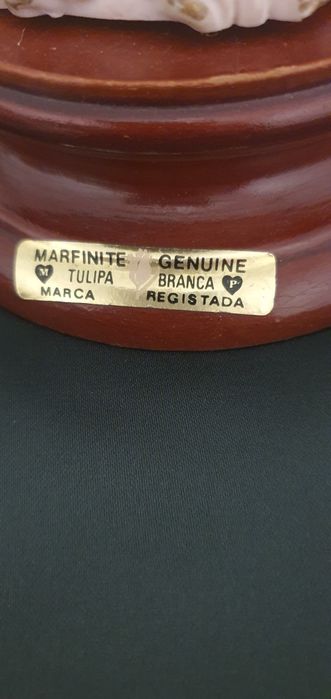 MARFINITE GENUINE
M TULIPA BRANCA P
MARCA REGISTADA